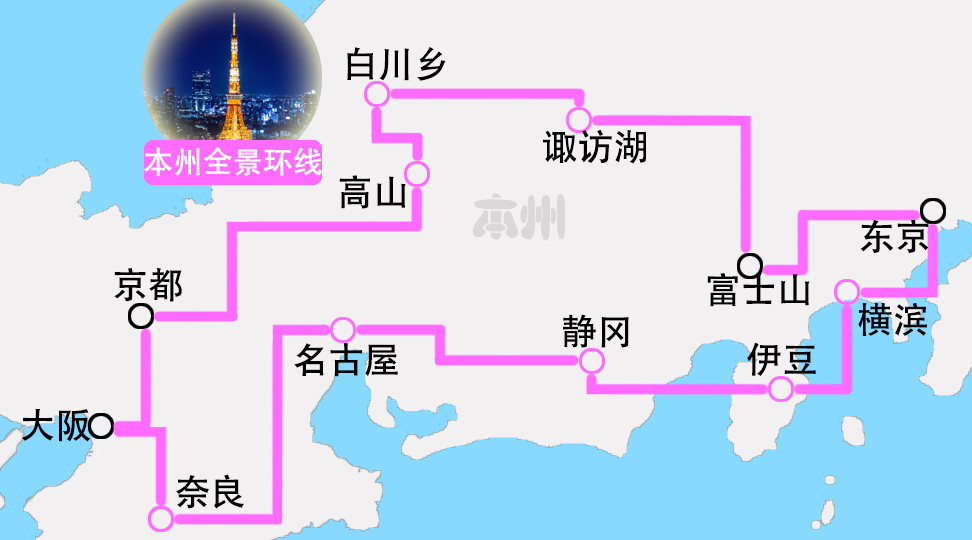 白川乡
本州全景环线
诹访湖
高山
本州
东京
京都
富士山
横滨
静冈
名古屋
伊豆
大阪
奈良